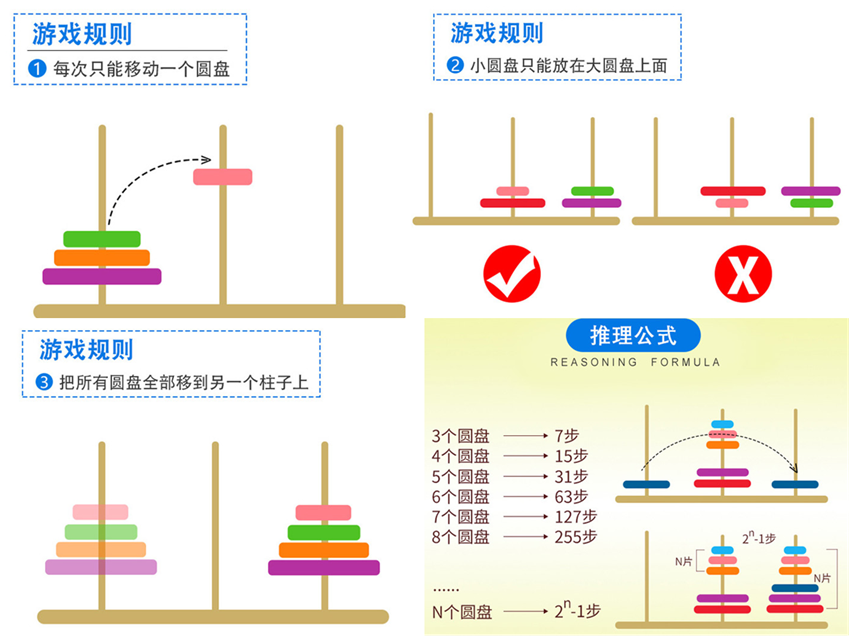 游戏规则
1 每次只能移动一个圆盘
游戏规则
2 小圆盘只能放在大圆盘上面
游戏规则
3 把所有圆盘全部移到另一个柱子上
推理公式
REASONING FORMULA
3个圆盘 → 7步
4个圆盘 → 15步
5个圆盘 → 31步
6个圆盘 → 63步
7个圆盘 → 127步
8个圆盘 → 255步
......
N个圆盘 → 2ⁿ-1步
2ⁿ-1步
N片
N片